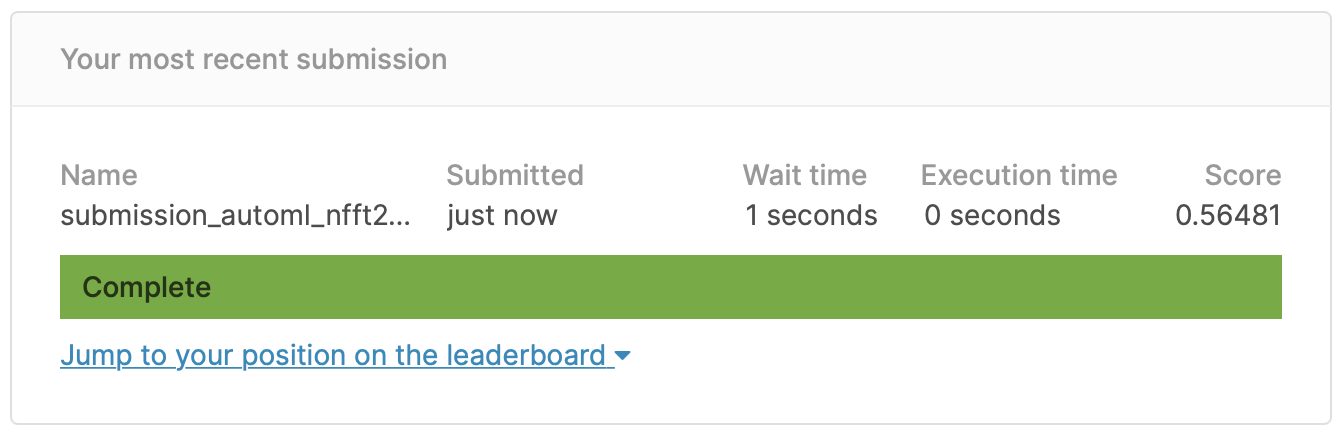 Your most recent submission
Name Submitted Wait time Execution time Score
submission_automl_nfft2... just now 1 seconds 0 seconds 0.56481
Complete
Jump to your position on the leaderboard